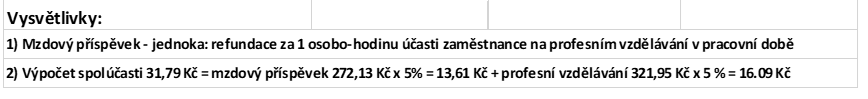 Vysvětlivky:
1) Mzdový příspěvek - jednoka: refundace za 1 osobo-hodinu účasti zaměstnance na profesním vzdělávání v pracovní době
2) Výpočet spolúčasti 31,79 Kč = mzdový příspěvek 272,13 Kč x 5% = 13,61 Kč + profesní vzdělávání 321,95 Kč x 5 % = 16.09 Kč